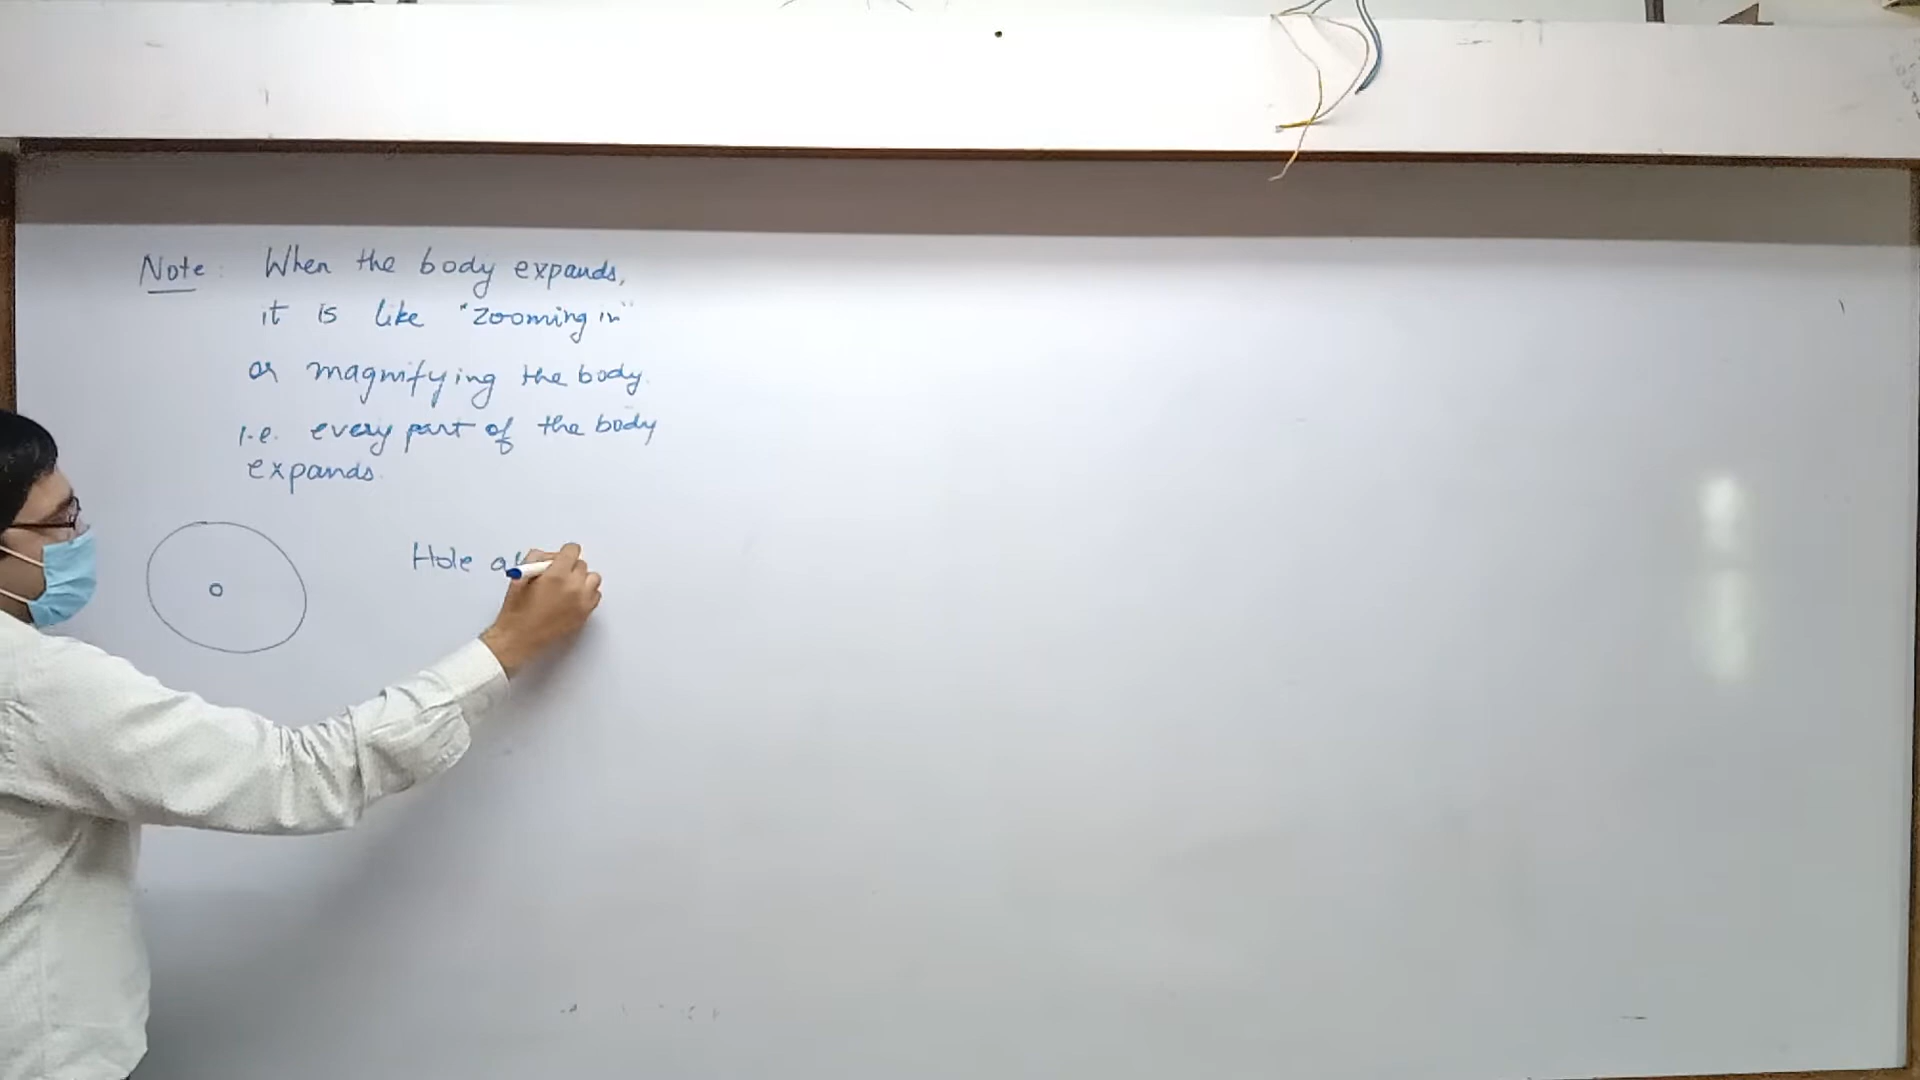 Note: When the body expands,
it is like "zooming in"
or magnifying the body.
i.e. every part of the body
expands.
Hole